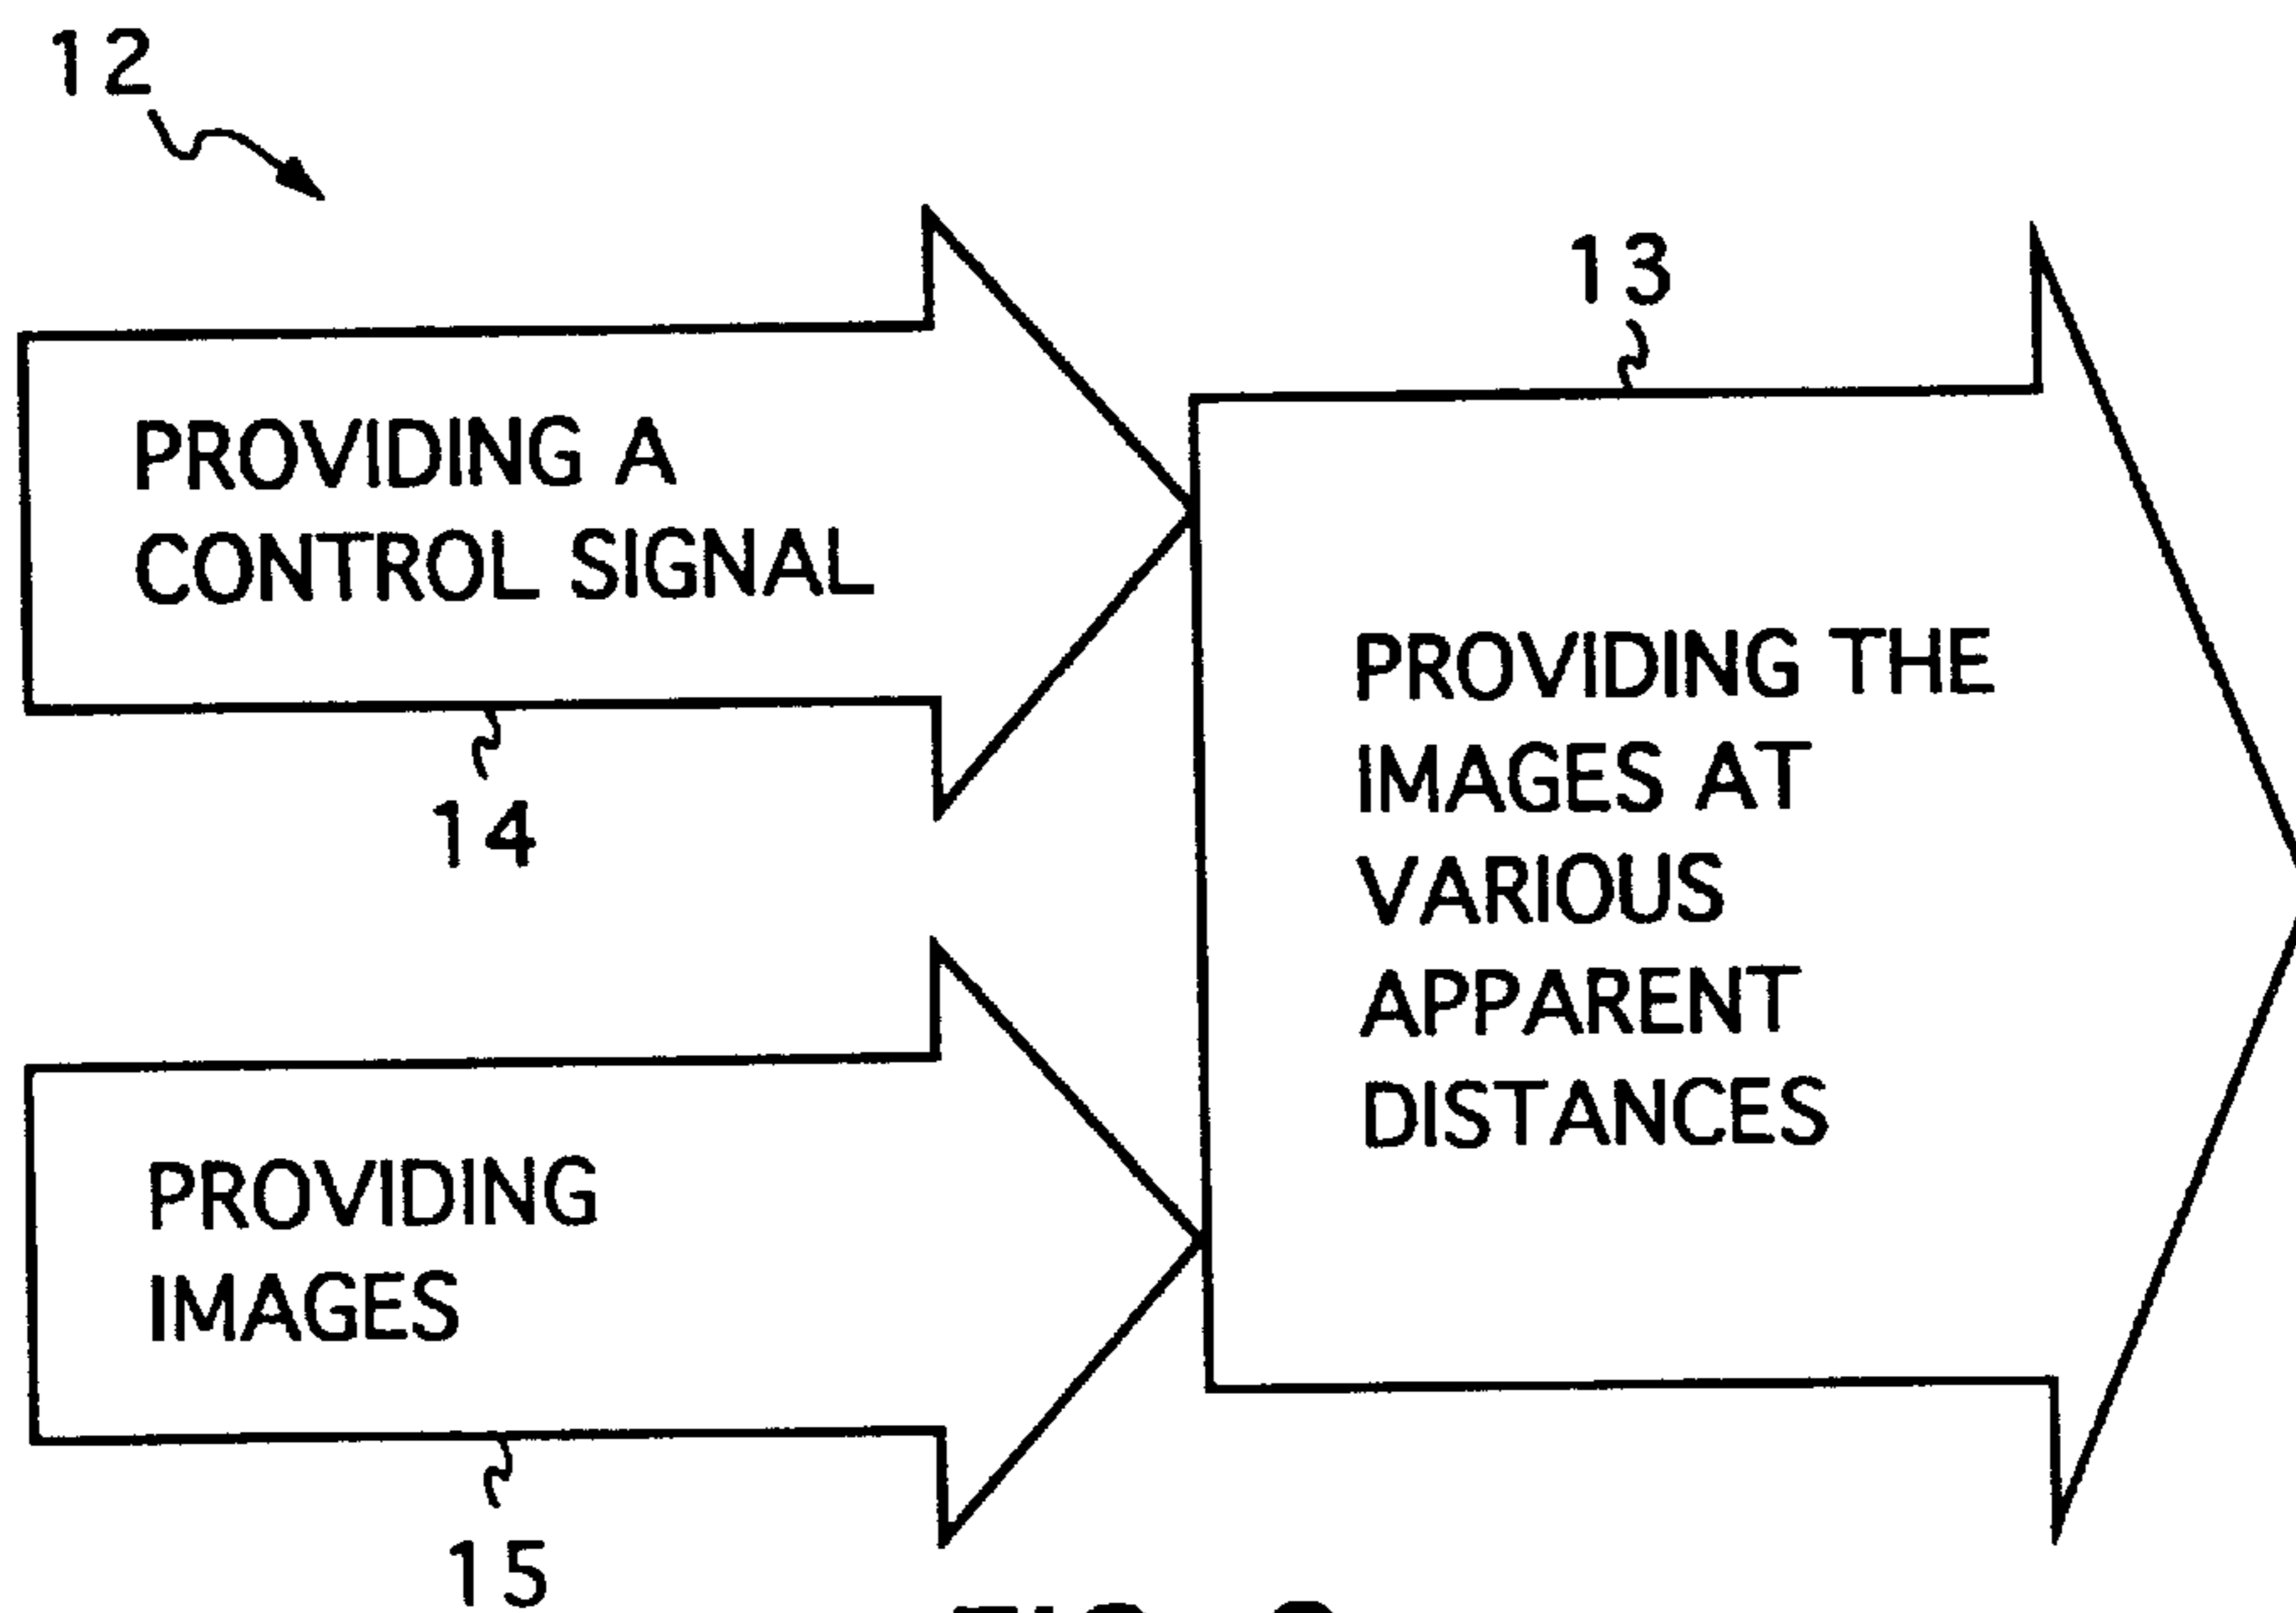 12
13
PROVIDING A
CONTROL SIGNAL
14
PROVIDING THE
IMAGES AT
VARIOUS
APPARENT
DISTANCES
PROVIDING
IMAGES
15